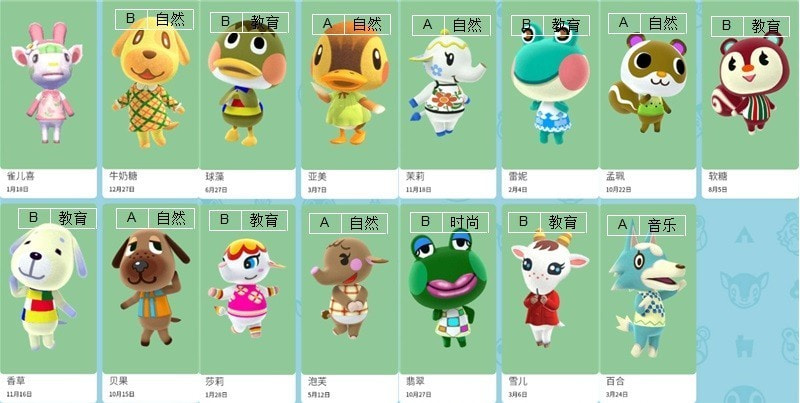 B 自然
B 教育
A 自然
A 自然
B 教育
A 自然
B 教育
雀儿喜
牛奶糖
球藻
亚美
茉莉
雷妮
孟珮
软糖
1月18日
12月27日
6月27日
3月7日
11月18日
2月4日
10月22日
8月5日
B 教育
A 自然
B 教育
A 自然
B 时尚
B 教育
A 音乐
香草
贝果
莎莉
泡芙
翡翠
雪儿
百合
11月16日
10月15日
1月28日
5月12日
10月27日
3月6日
3月24日